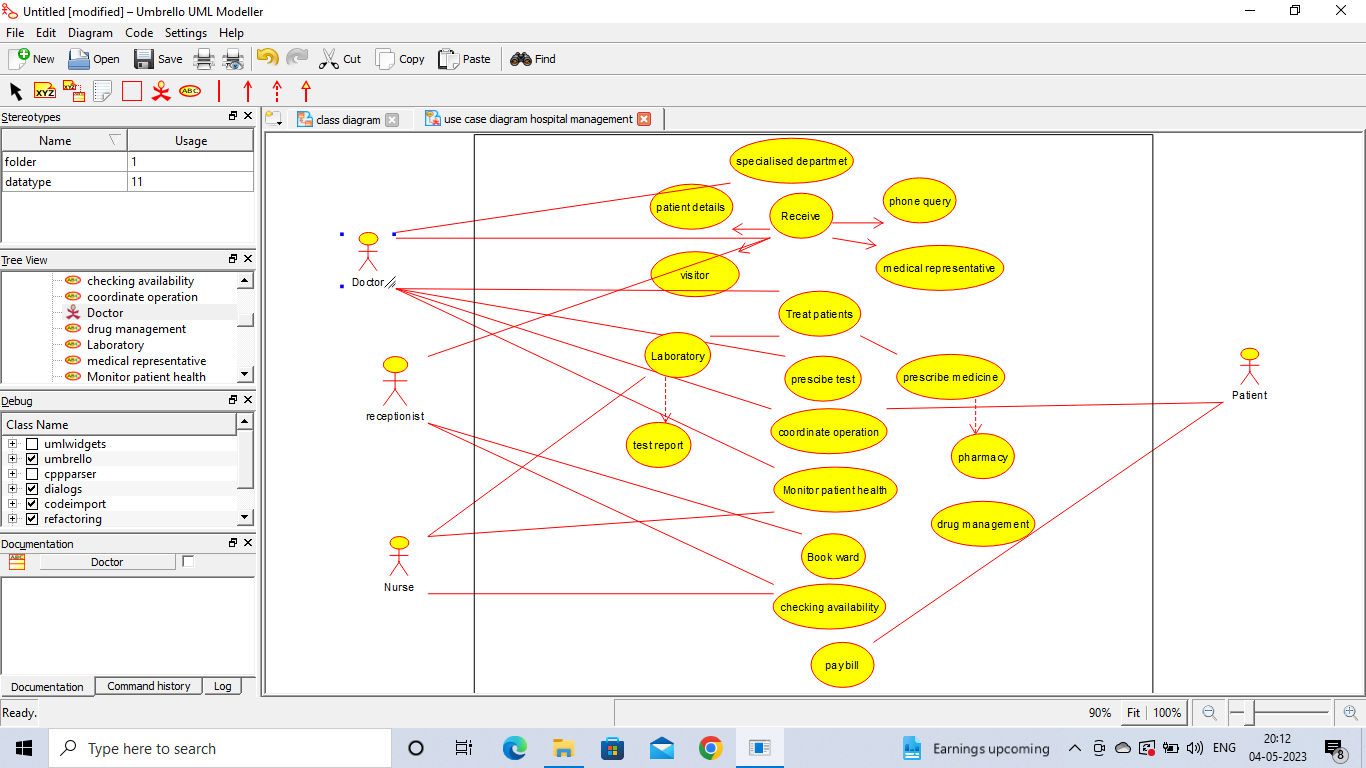 Untitled [modified] – Umbrello UML Modeller
File Edit Diagram Code Settings Help
New Open Save Cut Copy Paste Find
XYZ XYZ ABC
Stereotypes
Name Usage
folder 1
datatype 11
Tree View
checking availability
coordinate operation
Doctor
drug management
Laboratory
medical representative
Monitor patient health
Debug
Class Name
umlwidgets
umbrello
cppparser
dialogs
codeimport
refactoring
Documentation
Doctor
Documentation Command history Log
class diagram use case diagram hospital management
specialised departmet
patient details
Receive
phone query
visitor
medical representative
Doctor
Treat patients
Laboratory
prescibe test
prescribe medicine
Patient
receptionist
coordinate operation
test report
pharmacy
Monitor patient health
drug management
Book ward
Nurse
checking availability
pay bill
Ready.
90% Fit 100%
Type here to search
Earnings upcoming
ENG
20:12
04-05-2023
8